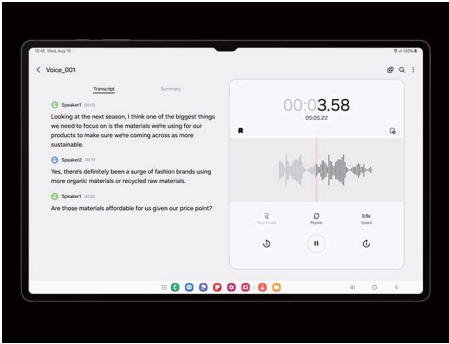 12:45 Wed, Aug 19
100%
Voice_001
Transcript Summary
Speaker1 00:03
Looking at the next season, I think one of the biggest things
we need to focus on is the materials we're using for our
products to make sure we're coming across as more
sustainable.
Speaker2
Yes, there's definitely been a surge of fashion brands using
more organic materials or recycled raw materials.
Speaker1
Are those materials affordable for us given our price point?
00:03.58
05:05.22
Repeat
Speed